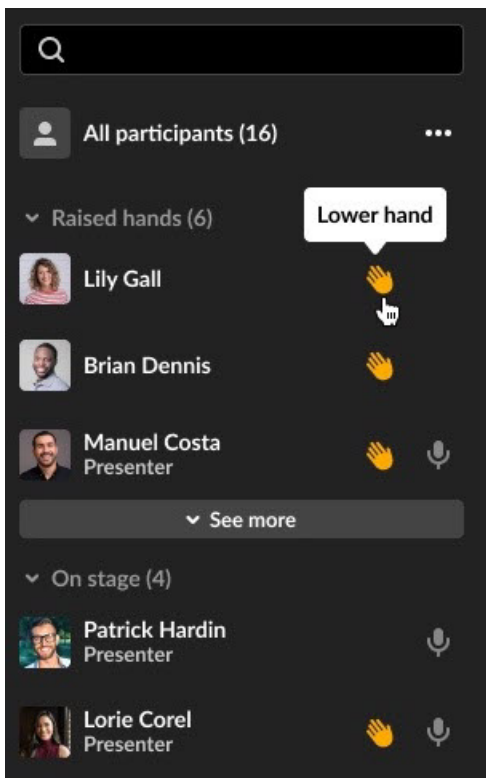 All participants (16)
Raised hands (6)
Lower hand
Lily Gall
Brian Dennis
Manuel Costa
Presenter
See more
On stage (4)
Patrick Hardin
Presenter
Lorie Corel
Presenter